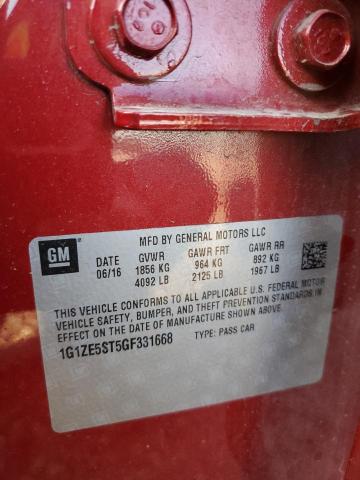 10.9
GM
MFD BY GENERAL MOTORS LLC
DATE GVWR GAWR FRT GAWR RR
06/16 1856 KG 964 KG 892 KG
4092 LB 2125 LB 1967 LB
THIS VEHICLE CONFORMS TO ALL APPLICABLE U.S. FEDERAL MOTOR
VEHICLE SAFETY, BUMPER, AND THEFT PREVENTION STANDARDS IN
EFFECT ON THE DATE OF MANUFACTURE SHOWN ABOVE.
1G1ZE5ST5GF331668 TYPE: PASS CAR